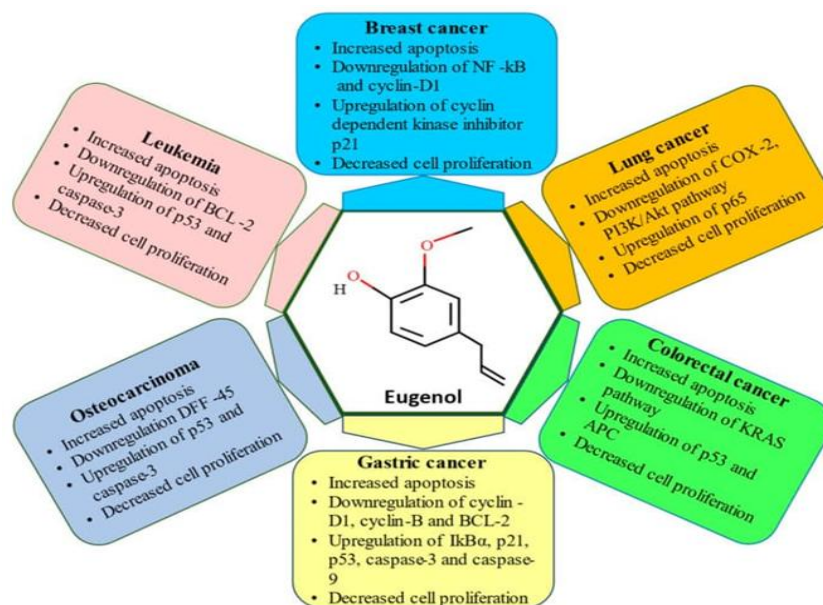 Breast cancer
• Increased apoptosis
• Downregulation of NF -kB
and cyclin-D1
• Upregulation of cyclin
dependent kinase inhibitor
p21
• Decreased cell proliferation
Leukemia
• Increased apoptosis
• Downregulation of BCL-2
• Upregulation of p53 and
caspase-3
• Decreased cell proliferation
Lung cancer
• Increased apoptosis
• Downregulation of COX -2,
PI3K/Akt pathway
• Upregulation of p65
• Decreased cell proliferation
O
O
H
Eugenol
Osteocarcinoma
• Increased apoptosis
• Downregulation DFF -45
• Upregulation of p53 and
caspase-3
• Decreased cell proliferation
Colorectal cancer
• Increased apoptosis
• Downregulation of KRAS
pathway
• Upregulation of p53 and
APC
• Decreased cell proliferation
Gastric cancer
• Increased apoptosis
• Downregulation of cyclin -
D1, cyclin-B and BCL-2
• Upregulation of IkBα, p21,
p53, caspase-3 and caspase-
9
• Decreased cell proliferation